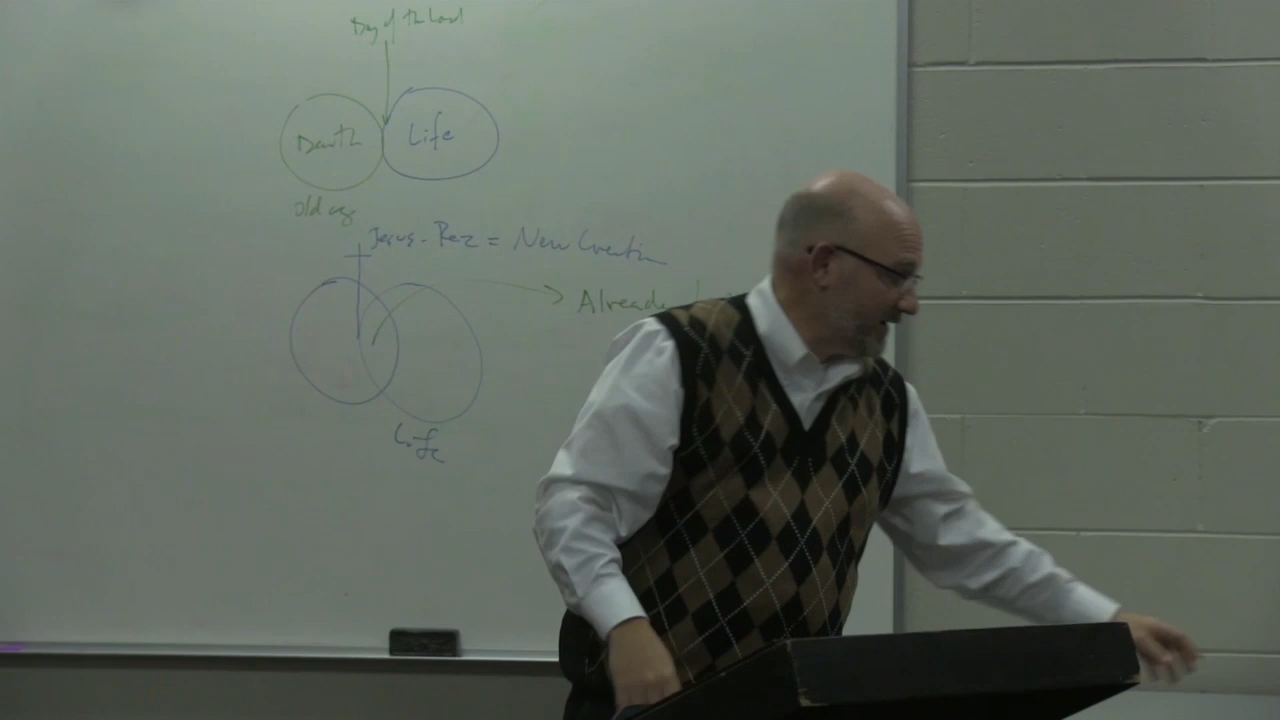 Day of the Lord
Death
Life
old age
Jesus - Rez = New Creation
Already
Life